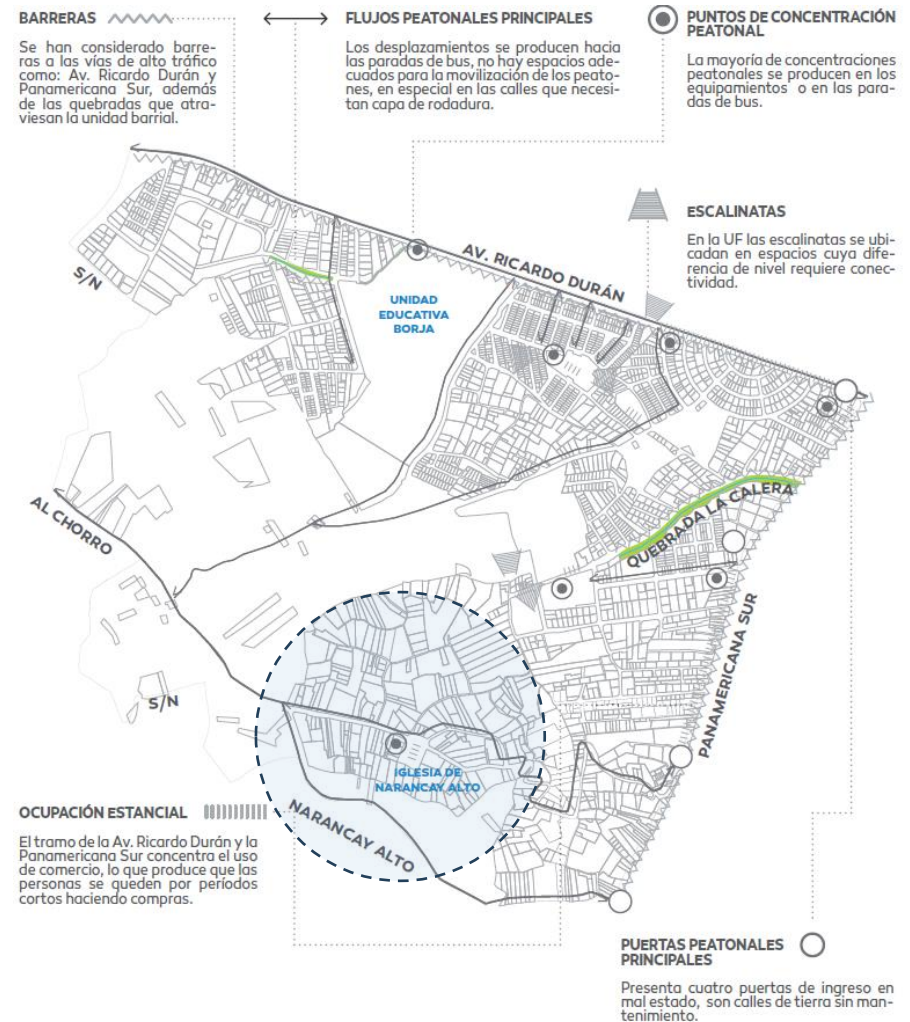 BARRERAS
Se han considerado barre-
ras a las vías de alto tráfico
como: Av. Ricardo Durán y
Panamericana Sur, además
de las quebradas que atra-
viesan la unidad barrial.
FLUJOS PEATONALES PRINCIPALES
Los desplazamientos se producen hacia
las paradas de bus, no hay espacios ade-
cuados para la movilización de los peato-
nes, en especial en las calles que necesi-
tan capa de rodadura.
PUNTOS DE CONCENTRACIÓN
PEATONAL
La mayoría de concentraciones
peatonales se producen en los
equipamientos o en las para-
das de bus.
ESCALINATAS
En la UF las escalinatas se ubi-
cadan en espacios cuya dife-
rencia de nivel requiere conec-
tividad.
AV. RICARDO DURÁN
S/N
UNIDAD
EDUCATIVA
BORJA
AL CHORRO
QUEBRADA LA CALERA
PANAMERICANA SUR
S/N
IGLESIA DE
NARANCAY ALTO
NARANCAY ALTO
OCUPACIÓN ESTANCIAL
El tramo de la Av. Ricardo Durán y la
Panamericana Sur concentra el uso
de comercio, lo que produce que las
personas se queden por períodos
cortos haciendo compras.
PUERTAS PEATONALES
PRINCIPALES
Presenta cuatro puertas de ingreso en
mal estado, son calles de tierra sin man-
tenimiento.